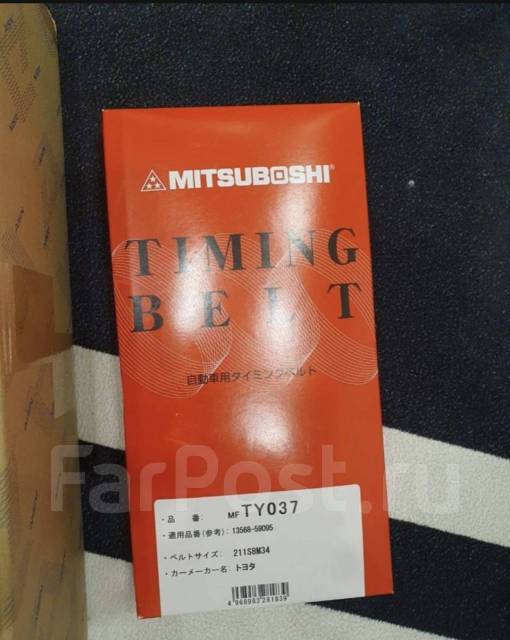 MITSUBOSHI®
TIMING
BELT
自動車用タイミングベルト
・品　番: MF TY037
・適用品番(参考): 13568-59095
・ベルトサイズ: 211S8M34
・カーメーカー名: トヨタ
4968983281839
FarPost.ru